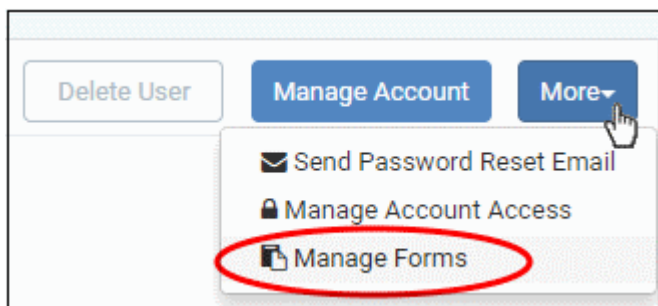 Delete User
Manage Account
More
Send Password Reset Email
Manage Account Access
Manage Forms